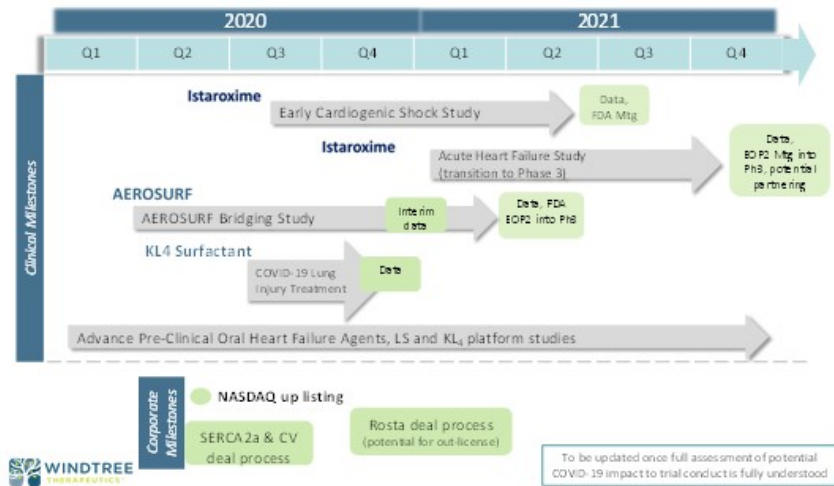 2020
2021
Q1
Q2
Q3
Q4
Q1
Q2
Q3
Q4
Clinical Milestones
Istaroxime
Early Cardiogenic Shock Study
Data,
FDA Mtg
Istaroxime
Acute Heart Failure Study
(transition to Phase 3)
Data,
EOP2 Mtg into
Ph3, potential
partnering
AEROSURF
AEROSURF Bridging Study
Interim
data
Data, FDA
EOP2 into Ph3
KL4 Surfactant
COVID-19 Lung
Injury Treatment
Data
Advance Pre-Clinical Oral Heart Failure Agents, LS and KL4 platform studies
Corporate
Milestones
NASDAQ up listing
SERCA2a & CV
deal process
Rosta deal process
(potential for out-license)
WINDTREE
THERAPEUTICS
To be updated once full assessment of potential
COVID-19 impact to trial conduct is fully understood